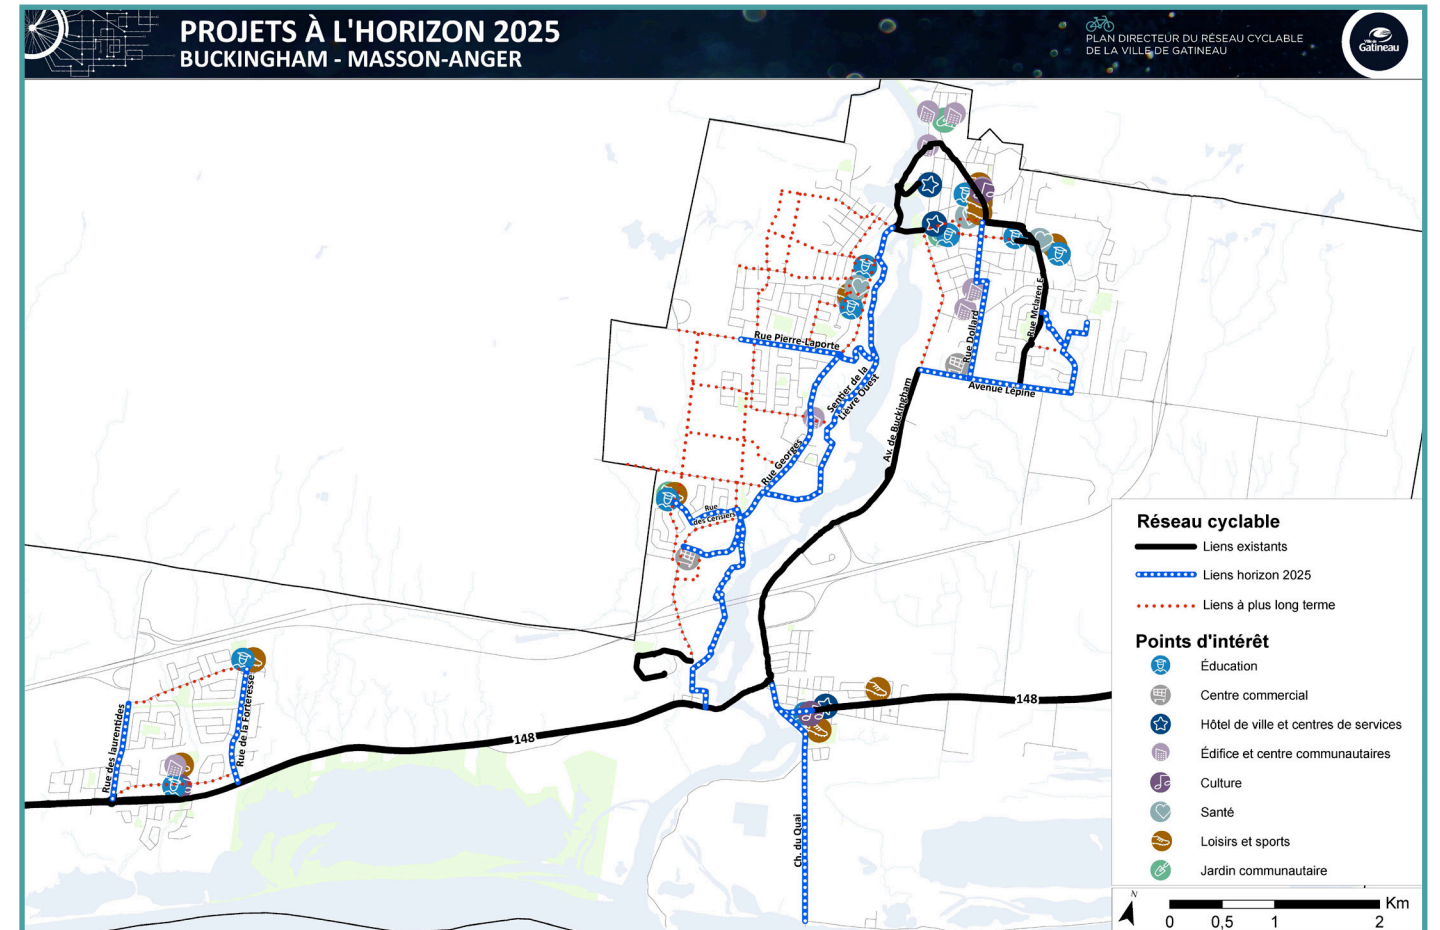 PROJETS À L'HORIZON 2025
BUCKINGHAM - MASSON-ANGER
PLAN DIRECTEUR DU RÉSEAU CYCLABLE
DE LA VILLE DE GATINEAU
Ville de
Gatineau
Rue Pierre-Laporte
Sentier de la
Lièvre Ouest
Rue Dollard
Rue Mclaren E.
Avenue Lépine
Av. de Buckingham
Rue Georges
Rue
des Cerisiers
Rue des laurentides
Rue de la Forteresse
148
148
Ch. du Quai
Réseau cyclable
Liens existants
Liens horizon 2025
Liens à plus long terme
Points d'intérêt
Éducation
Centre commercial
Hôtel de ville et centres de services
Édifice et centre communautaires
Culture
Santé
Loisirs et sports
Jardin communautaire
N
Km
0 0,5 1 2